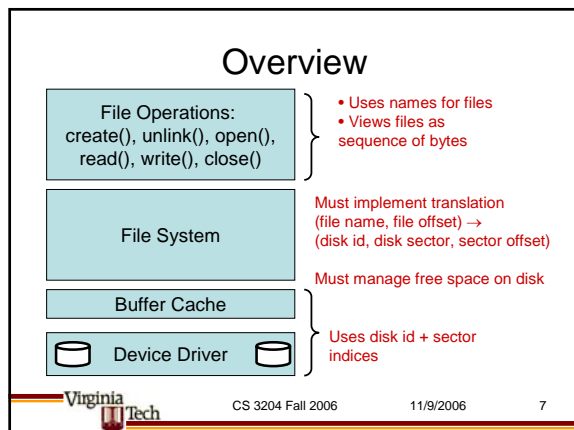 Overview
File Operations:
create(), unlink(), open(),
read(), write(), close()
• Uses names for files
• Views files as
sequence of bytes
File System
Must implement translation
(file name, file offset) →
(disk id, disk sector, sector offset)
Must manage free space on disk
Buffer Cache
Device Driver
Uses disk id + sector
indices
Virginia
Tech
CS 3204 Fall 2006
11/9/2006
7